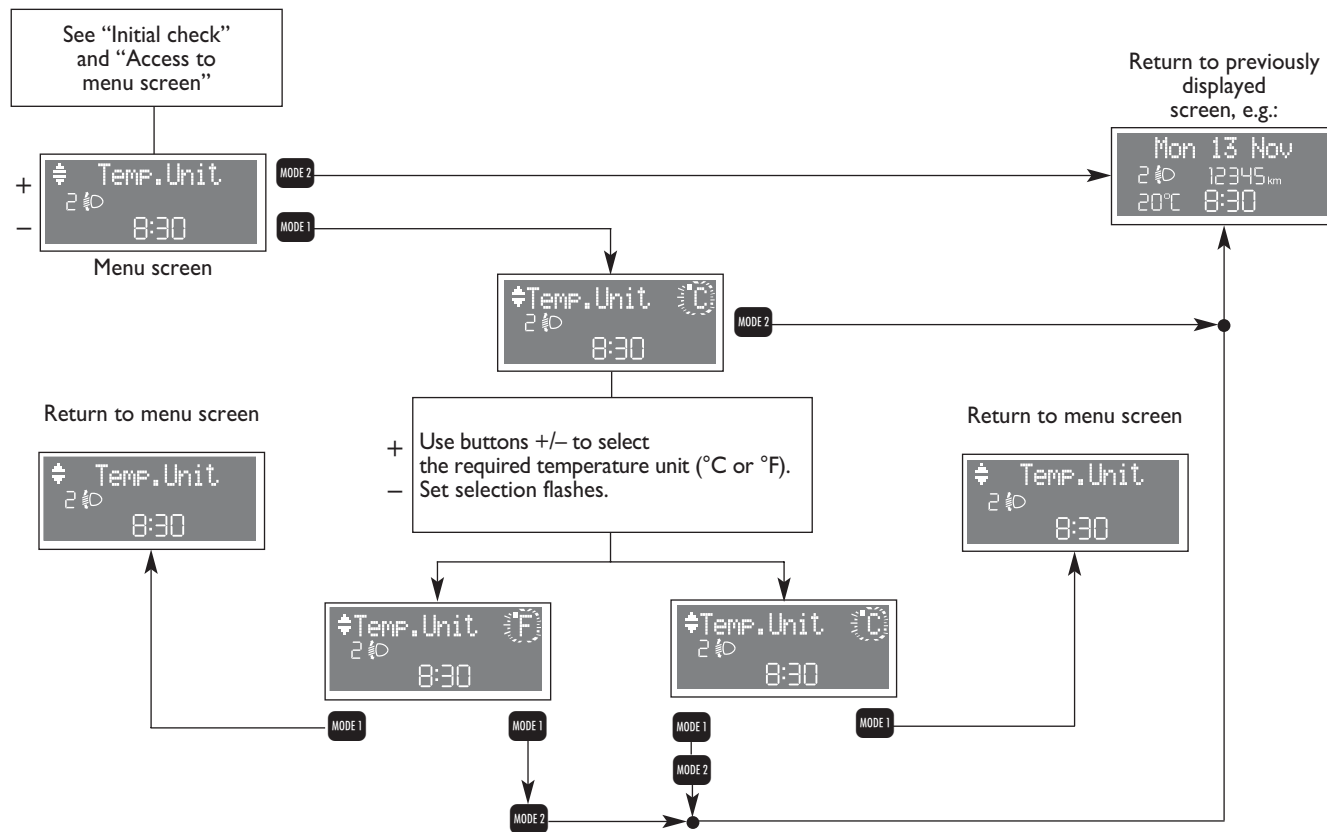 See “Initial check”
and “Access to
menu screen”
Return to previously
displayed
screen, e.g.:
+
–
Temp.Unit
2
8:30
MODE 2
MODE 1
Menu screen
Mon 13 Nov
2 12345 km
20°C 8:30
Temp.Unit °C
2
8:30
MODE 2
Return to menu screen
Temp.Unit
2
8:30
+
–
Use buttons +/– to select
the required temperature unit (°C or °F).
Set selection flashes.
Return to menu screen
Temp.Unit
2
8:30
Temp.Unit °F
2
8:30
Temp.Unit °C
2
8:30
MODE 1
MODE 1
MODE 1
MODE 1
MODE 2
MODE 2